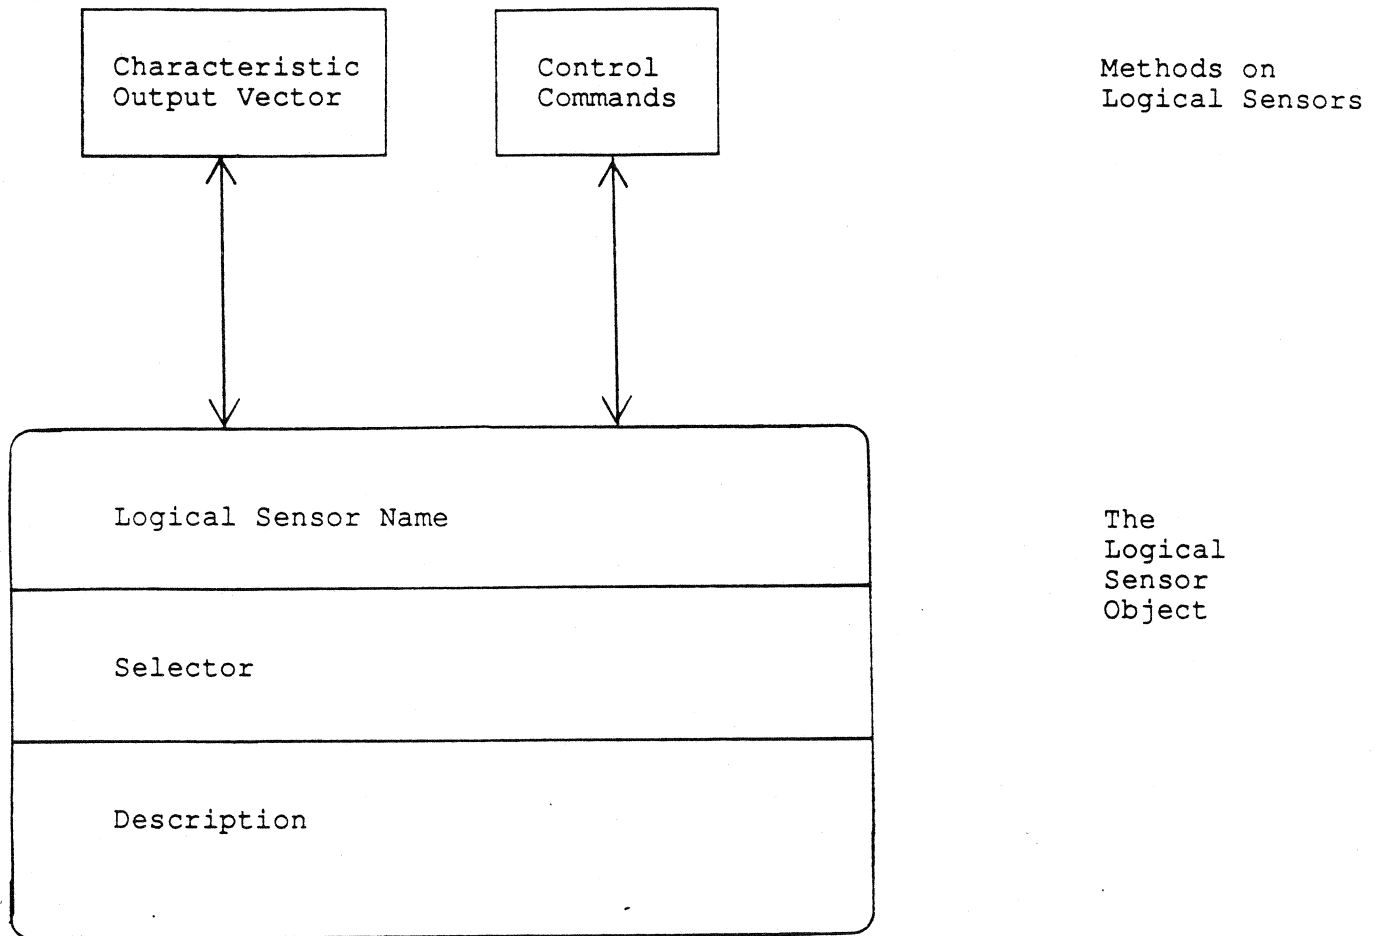 Characteristic
Output Vector
Control
Commands
Methods on
Logical Sensors
Logical Sensor Name
The
Logical
Sensor
Object
Selector
Description